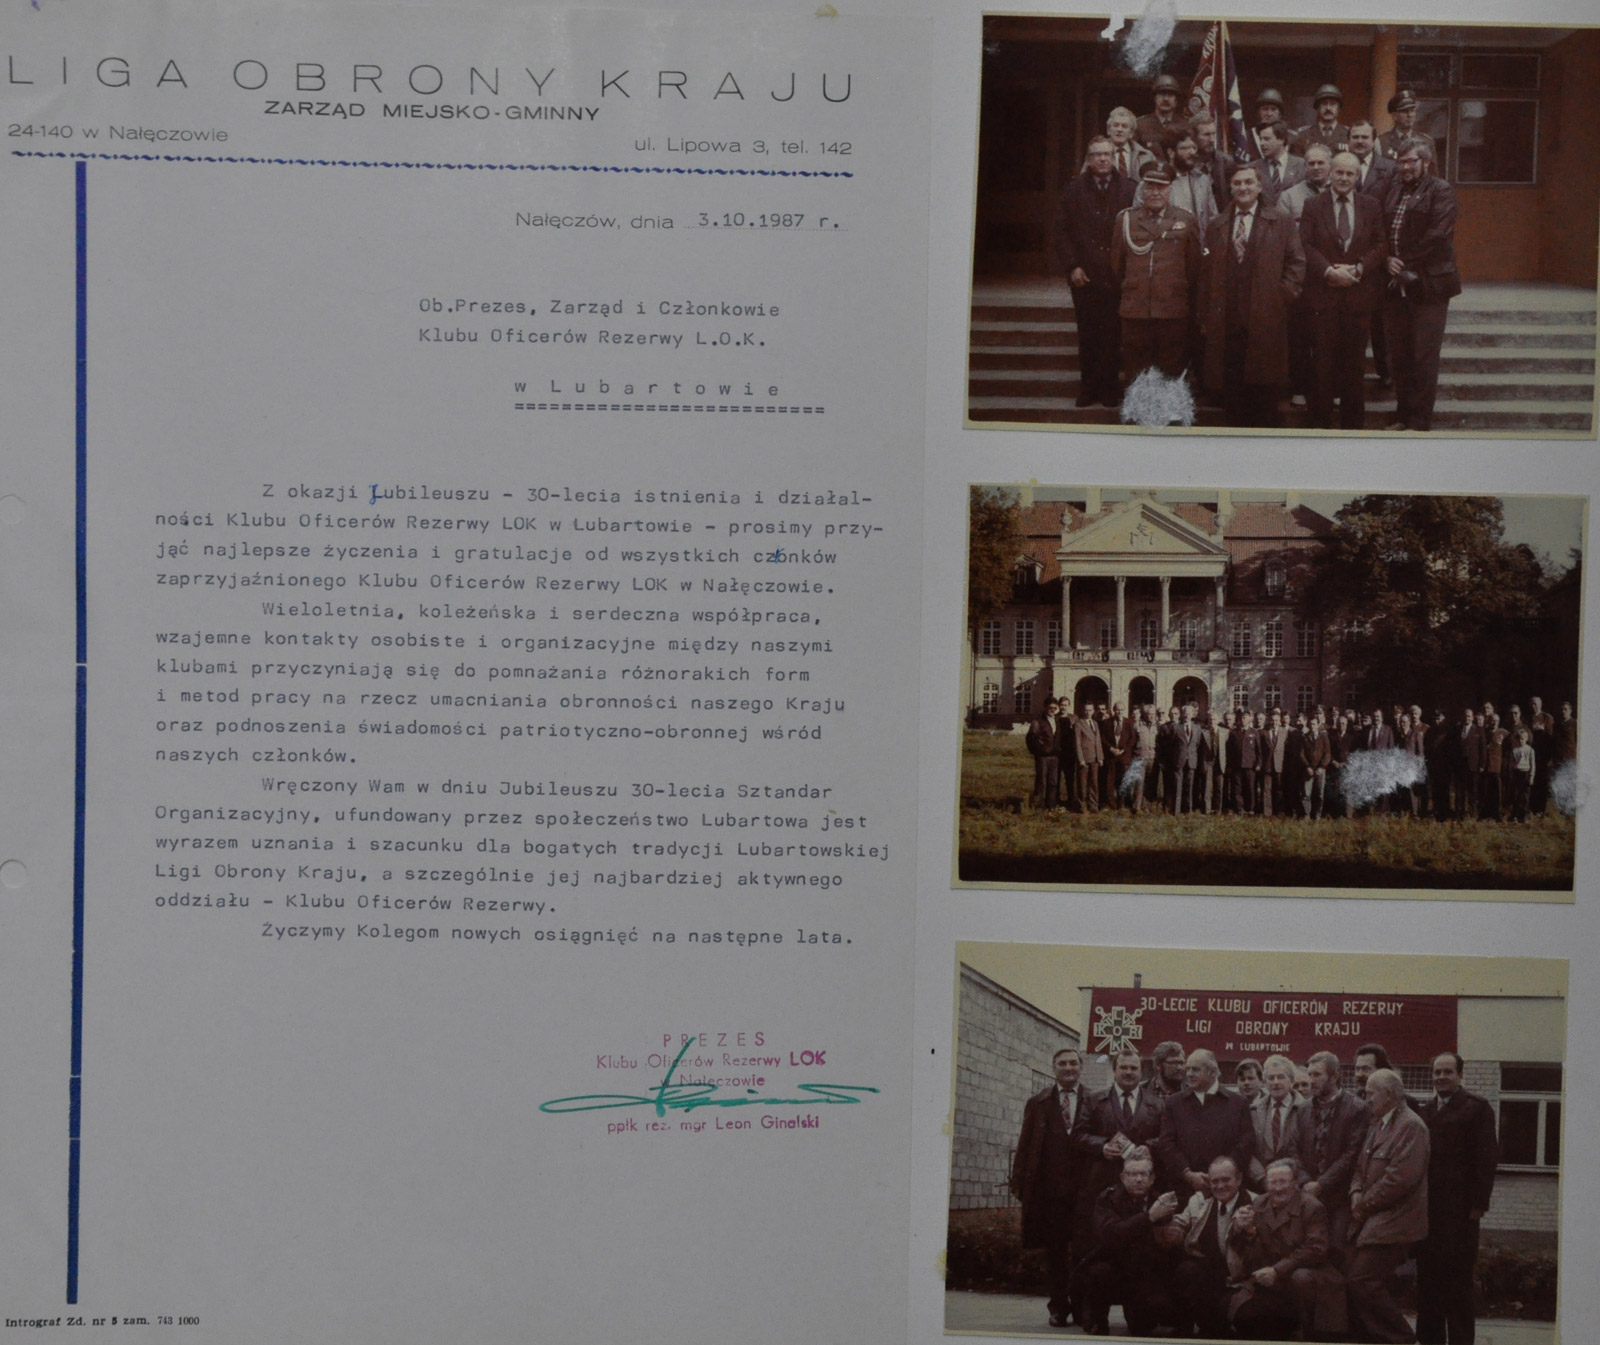 LIGA OBRONY KRAJU
ZARZĄD MIEJSKO-GMINNY
24-140 w Nałęczowie
ul. Lipowa 3, tel. 142
Nałęczów, dnia 3.10.1987 r.
Ob.Prezes, Zarząd i Członkowie
Klubu Oficerów Rezerwy L.O.K.
w Lubartowie
==========================
Z okazji Jubileuszu - 30-lecia istnienia i działal-
ności Klubu Oficerów Rezerwy LOK w Lubartowie - prosimy przy-
jąć najlepsze życzenia i gratulacje od wszystkich członków
zaprzyjaźnionego Klubu Oficerów Rezerwy LOK w Nałęczowie.
Wieloletnia, koleżeńska i serdeczna współpraca,
wzajemne kontakty osobiste i organizacyjne między naszymi
klubami przyczyniają się do pomnażania różnorakich form
i metod pracy na rzecz umacniania obronności naszego Kraju
oraz podnoszenia świadomości patriotyczno-obronnej wśród
naszych członków.
Wręczony Wam w dniu Jubileuszu 30-lecia Sztandar
Organizacyjny, ufundowany przez społeczeństwo Lubartowa jest
wyrazem uznania i szacunku dla bogatych tradycji Lubartowskiej
Ligi Obrony Kraju, a szczególnie jej najbardziej aktywnego
oddziału - Klubu Oficerów Rezerwy.
Życzymy Kolegom nowych osiągnięć na następne lata.
PREZES
Klubu Oficerów Rezerwy LOK
w Nałęczowie
ppłk rez. mgr Leon Ginalski
Intrograf Zd. nr 5 zam. 743 1000
30-LECIE KLUBU OFICERÓW REZERWY
LIGI OBRONY KRAJU
W LUBARTOWIE
LOK
KOR